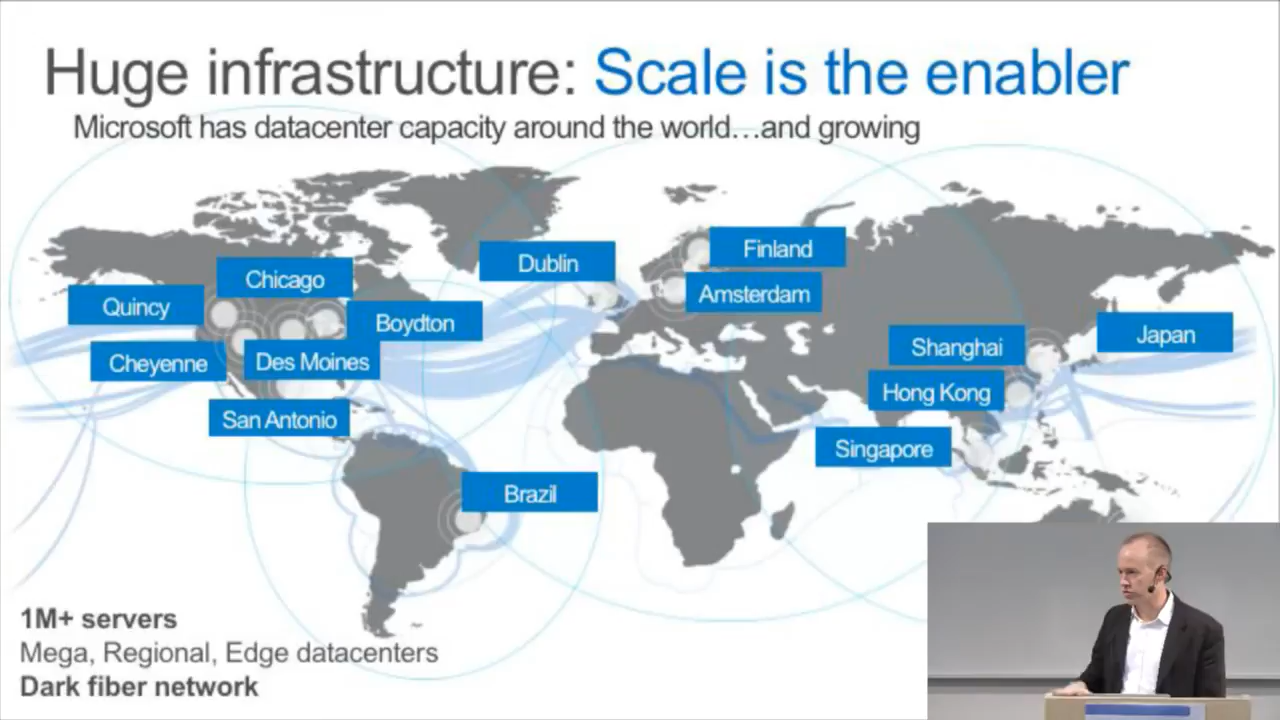 Huge infrastructure: Scale is the enabler
Microsoft has datacenter capacity around the world...and growing
Finland
Dublin
Chicago
Amsterdam
Quincy
Boydton
Japan
Shanghai
Cheyenne
Des Moines
Hong Kong
San Antonio
Singapore
Brazil
1M+ servers
Mega, Regional, Edge datacenters
Dark fiber network